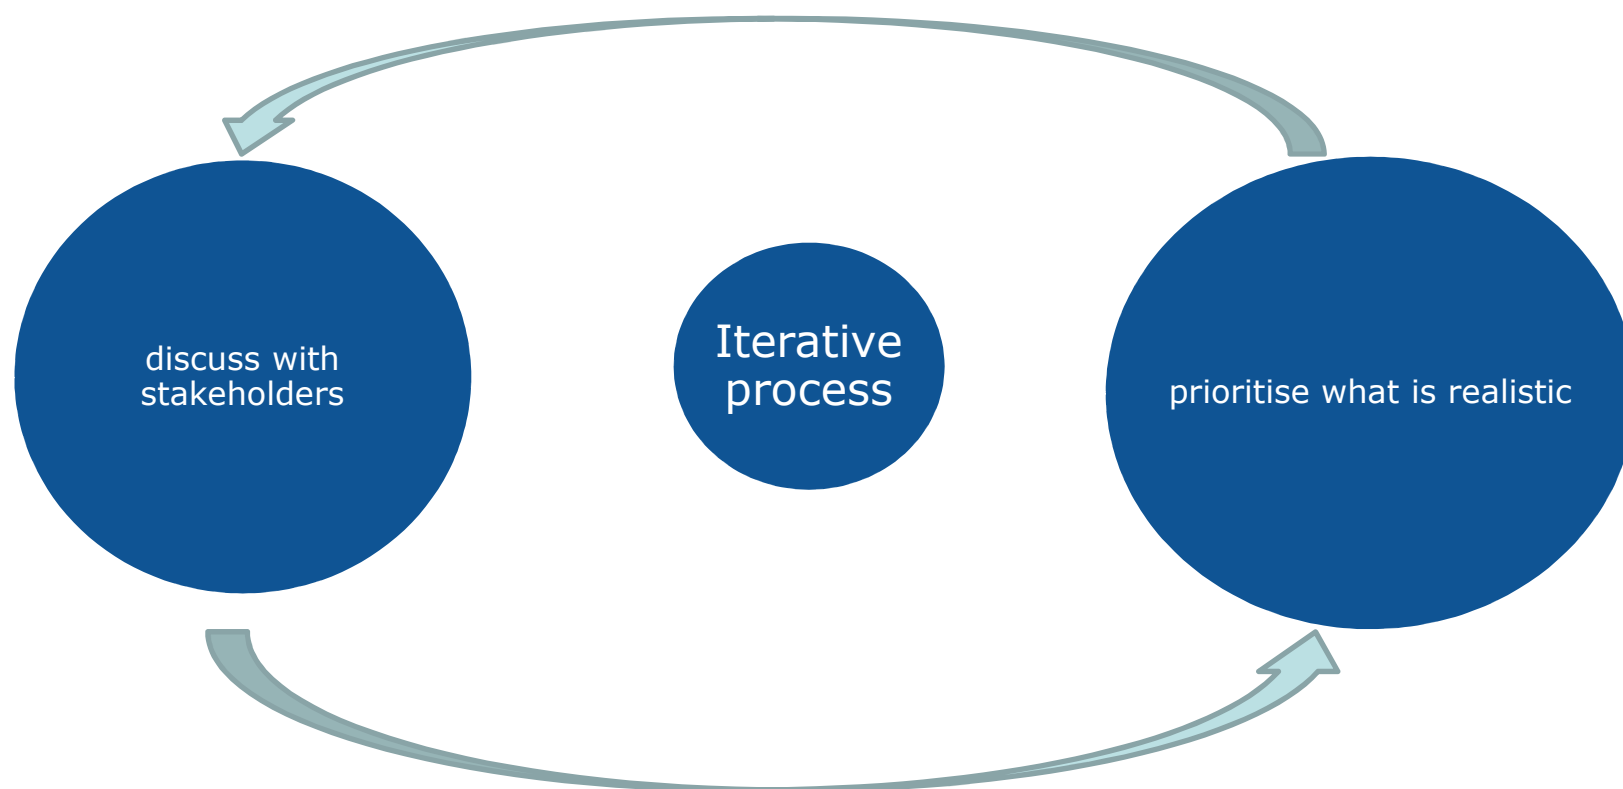 discuss with
stakeholders
Iterative
process
prioritise what is realistic